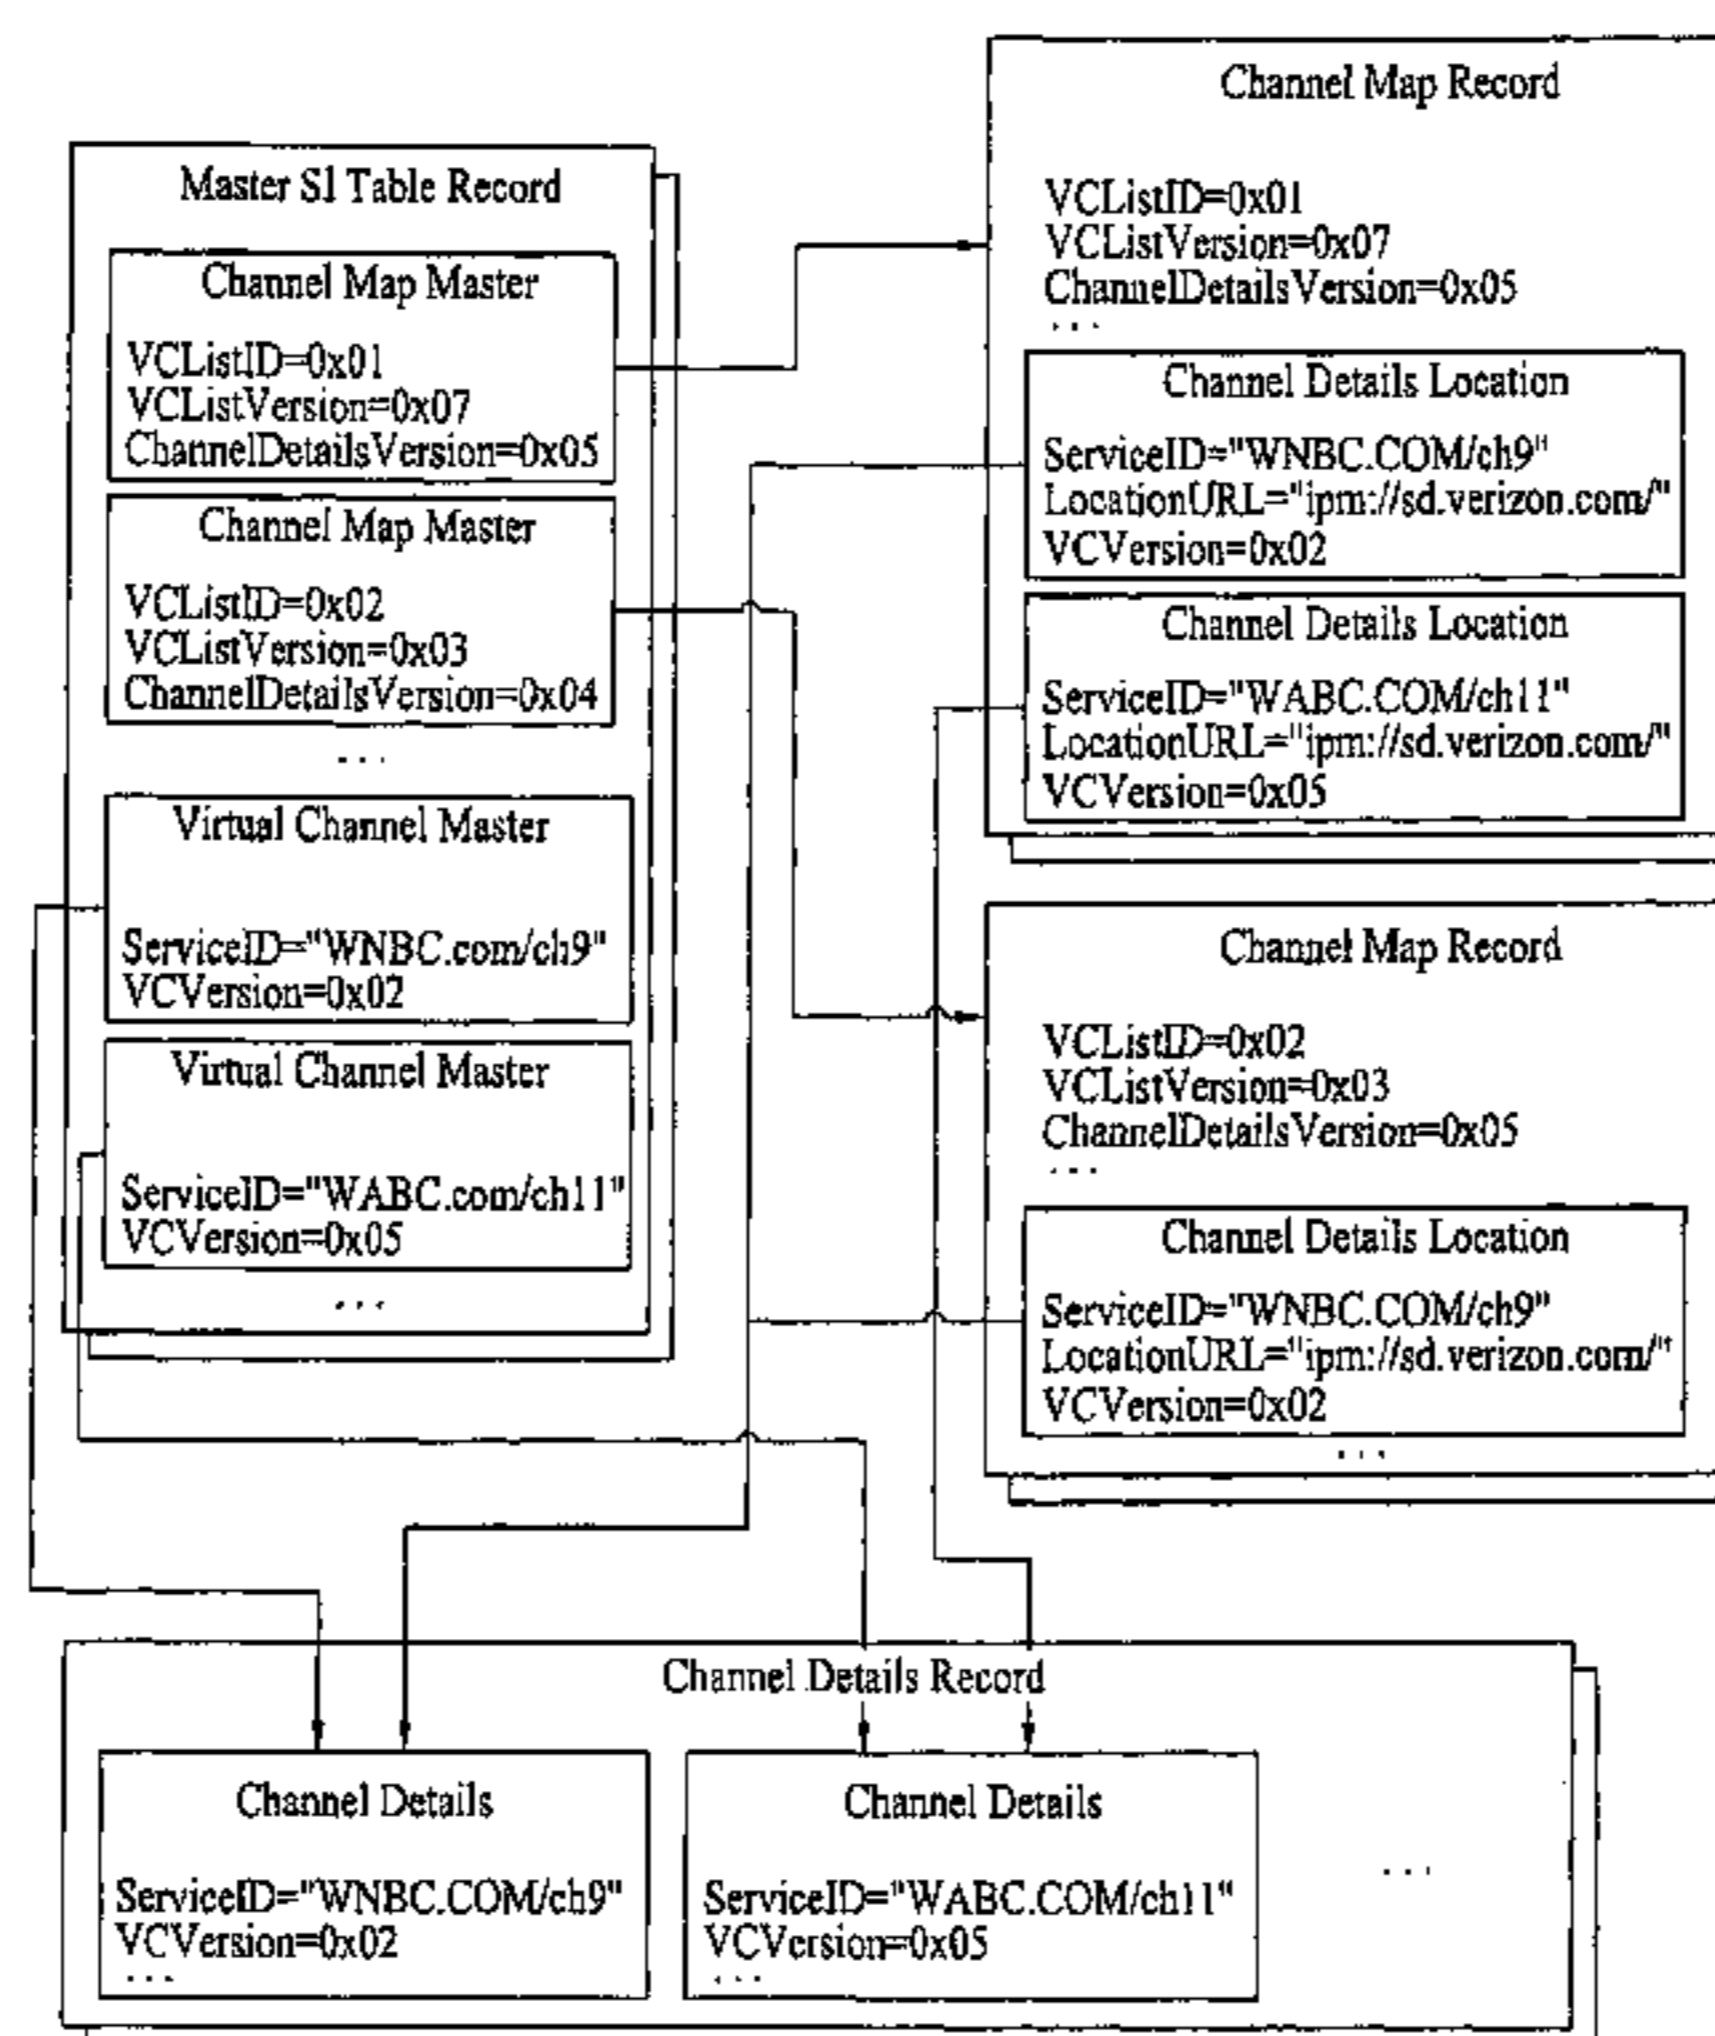 Master S1 Table Record
Channel Map Master
VCListID=0x01
VCListVersion=0x07
ChannelDetailsVersion=0x05
Channel Map Master
VCListID=0x02
VCListVersion=0x03
ChannelDetailsVersion=0x04
. . .
Virtual Channel Master
ServiceID="WNBC.com/ch9"
VCVersion=0x02
Virtual Channel Master
ServiceID="WABC.com/ch11"
VCVersion=0x05
. . .
Channel Map Record
VCListID=0x01
VCListVersion=0x07
ChannelDetailsVersion=0x05
. . .
Channel Details Location
ServiceID="WNBC.COM/ch9"
LocationURL="ipm://sd.verizon.com/"
VCVersion=0x02
Channel Details Location
ServiceID="WABC.COM/ch11"
LocationURL="ipm://sd.verizon.com/"
VCVersion=0x05
Channel Map Record
VCListID=0x02
VCListVersion=0x03
ChannelDetailsVersion=0x05
. . .
Channel Details Location
ServiceID="WNBC.COM/ch9"
LocationURL="ipm://sd.verizon.com/"
VCVersion=0x02
. . .
Channel Details Record
Channel Details
ServiceID="WNBC.COM/ch9"
VCVersion=0x02
. . .
Channel Details
ServiceID="WABC.COM/ch11"
VCVersion=0x05
. . .
. . .